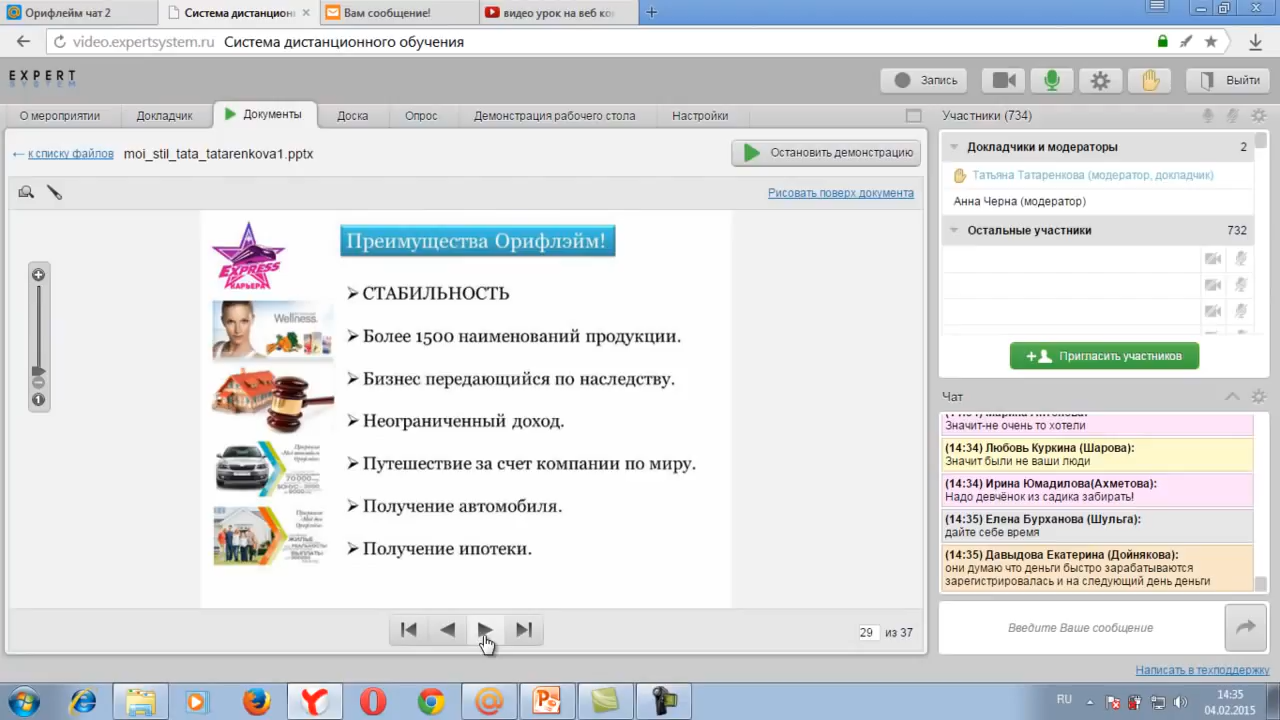 Орифлейм чат 2
Система дистанцион
Вам сообщение!
видео урок на веб ко
video.expertsystem.ru Система дистанционного обучения
EXPERT
SYSTEM
Запись
Выйти
О мероприятии
Докладчик
Документы
Доска
Опрос
Демонстрация рабочего стола
Настройки
← к списку файлов moi_stil_tata_tatarenkova1.pptx
Остановить демонстрацию
Рисовать поверх документа
EXPRESS
КАРЬЕРА
Преимущества Орифлэйм!
Wellness
➢ СТАБИЛЬНОСТЬ
➢ Более 1500 наименований продукции.
➢ Бизнес передающийся по наследству.
➢ Неограниченный доход.
➢ Путешествие за счет компании по миру.
➢ Получение автомобиля.
➢ Получение ипотеки.
29 из 37
Участники (734)
Докладчики и модераторы 2
Татьяна Татаренкова (модератор, докладчик)
Анна Черна (модератор)
Остальные участники 732
Пригласить участников
Чат
Значит-не очень то хотели
(14:34) Любовь Куркина (Шарова):
Значит были не ваши люди
(14:34) Ирина Юмадилова(Ахметова):
Надо девчёнок из садика забирать!
(14:35) Елена Бурханова (Шульга):
дайте себе время
(14:35) Давыдова Екатерина (Дойнякова):
они думаю что деньги быстро зарабатываются
зарегистрировалась и на следующий день деньги
Введите Ваше сообщение
Написать в техподдержку
RU
14:35
04.02.2015